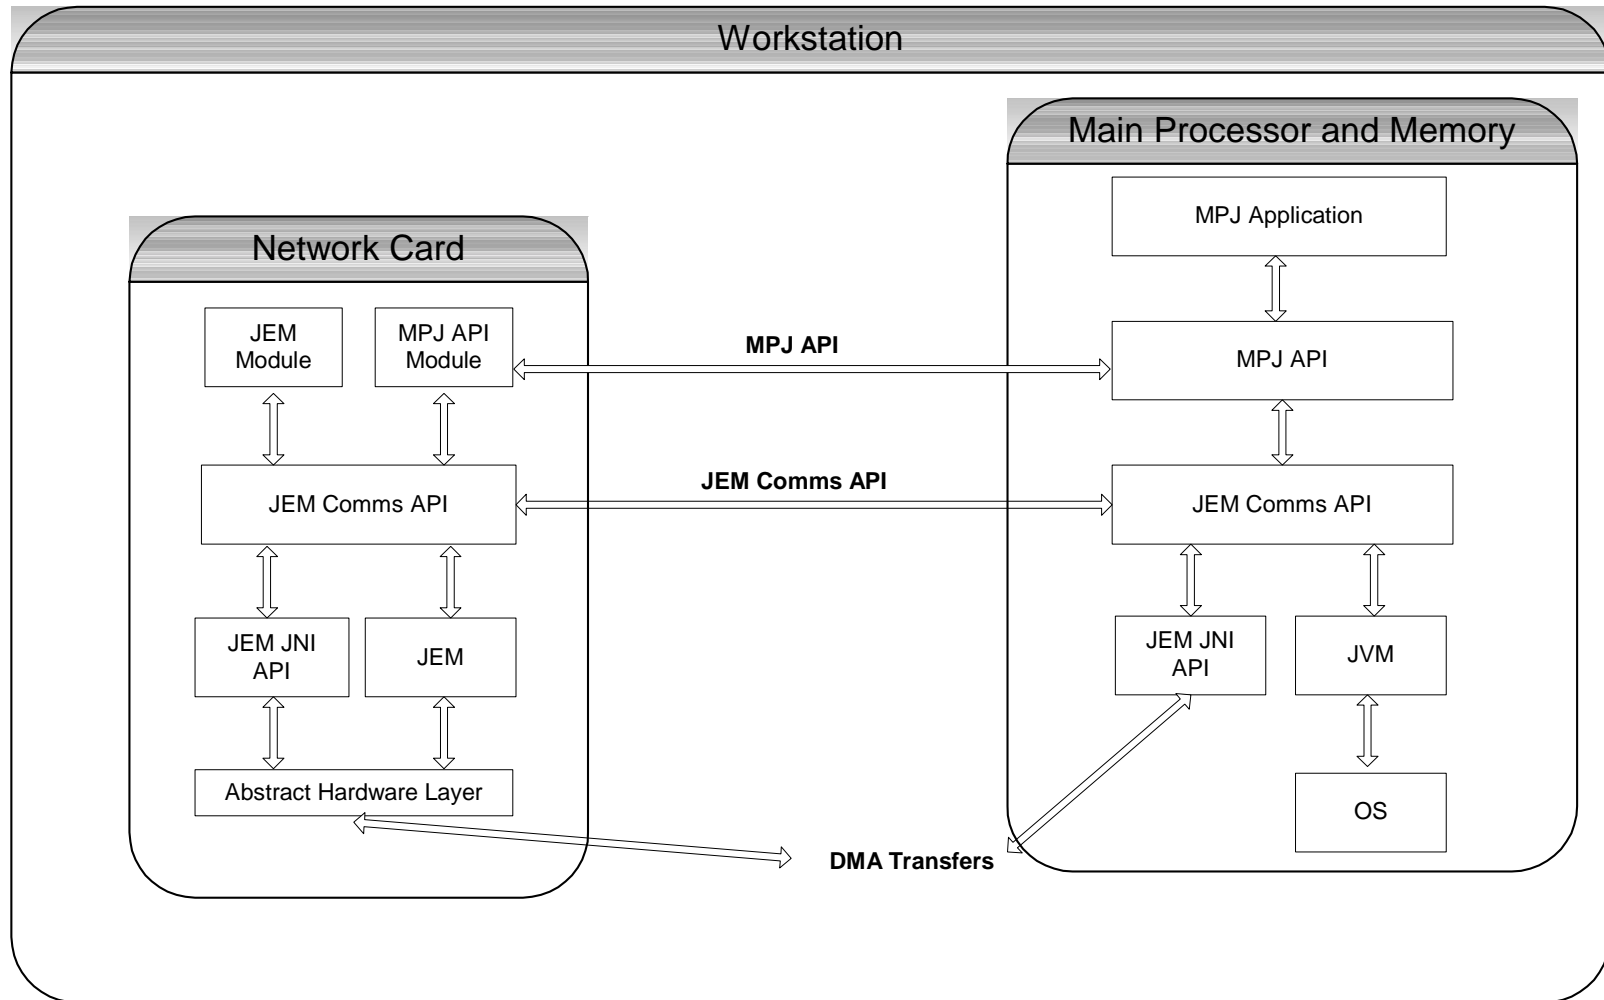 Workstation
Main Processor and Memory
MPJ Application
Network Card
JEM
Module
MPJ API
Module
MPJ API
MPJ API
JEM Comms API
JEM Comms API
JEM Comms API
JEM JNI
API
JEM
JEM JNI
API
JVM
Abstract Hardware Layer
OS
DMA Transfers